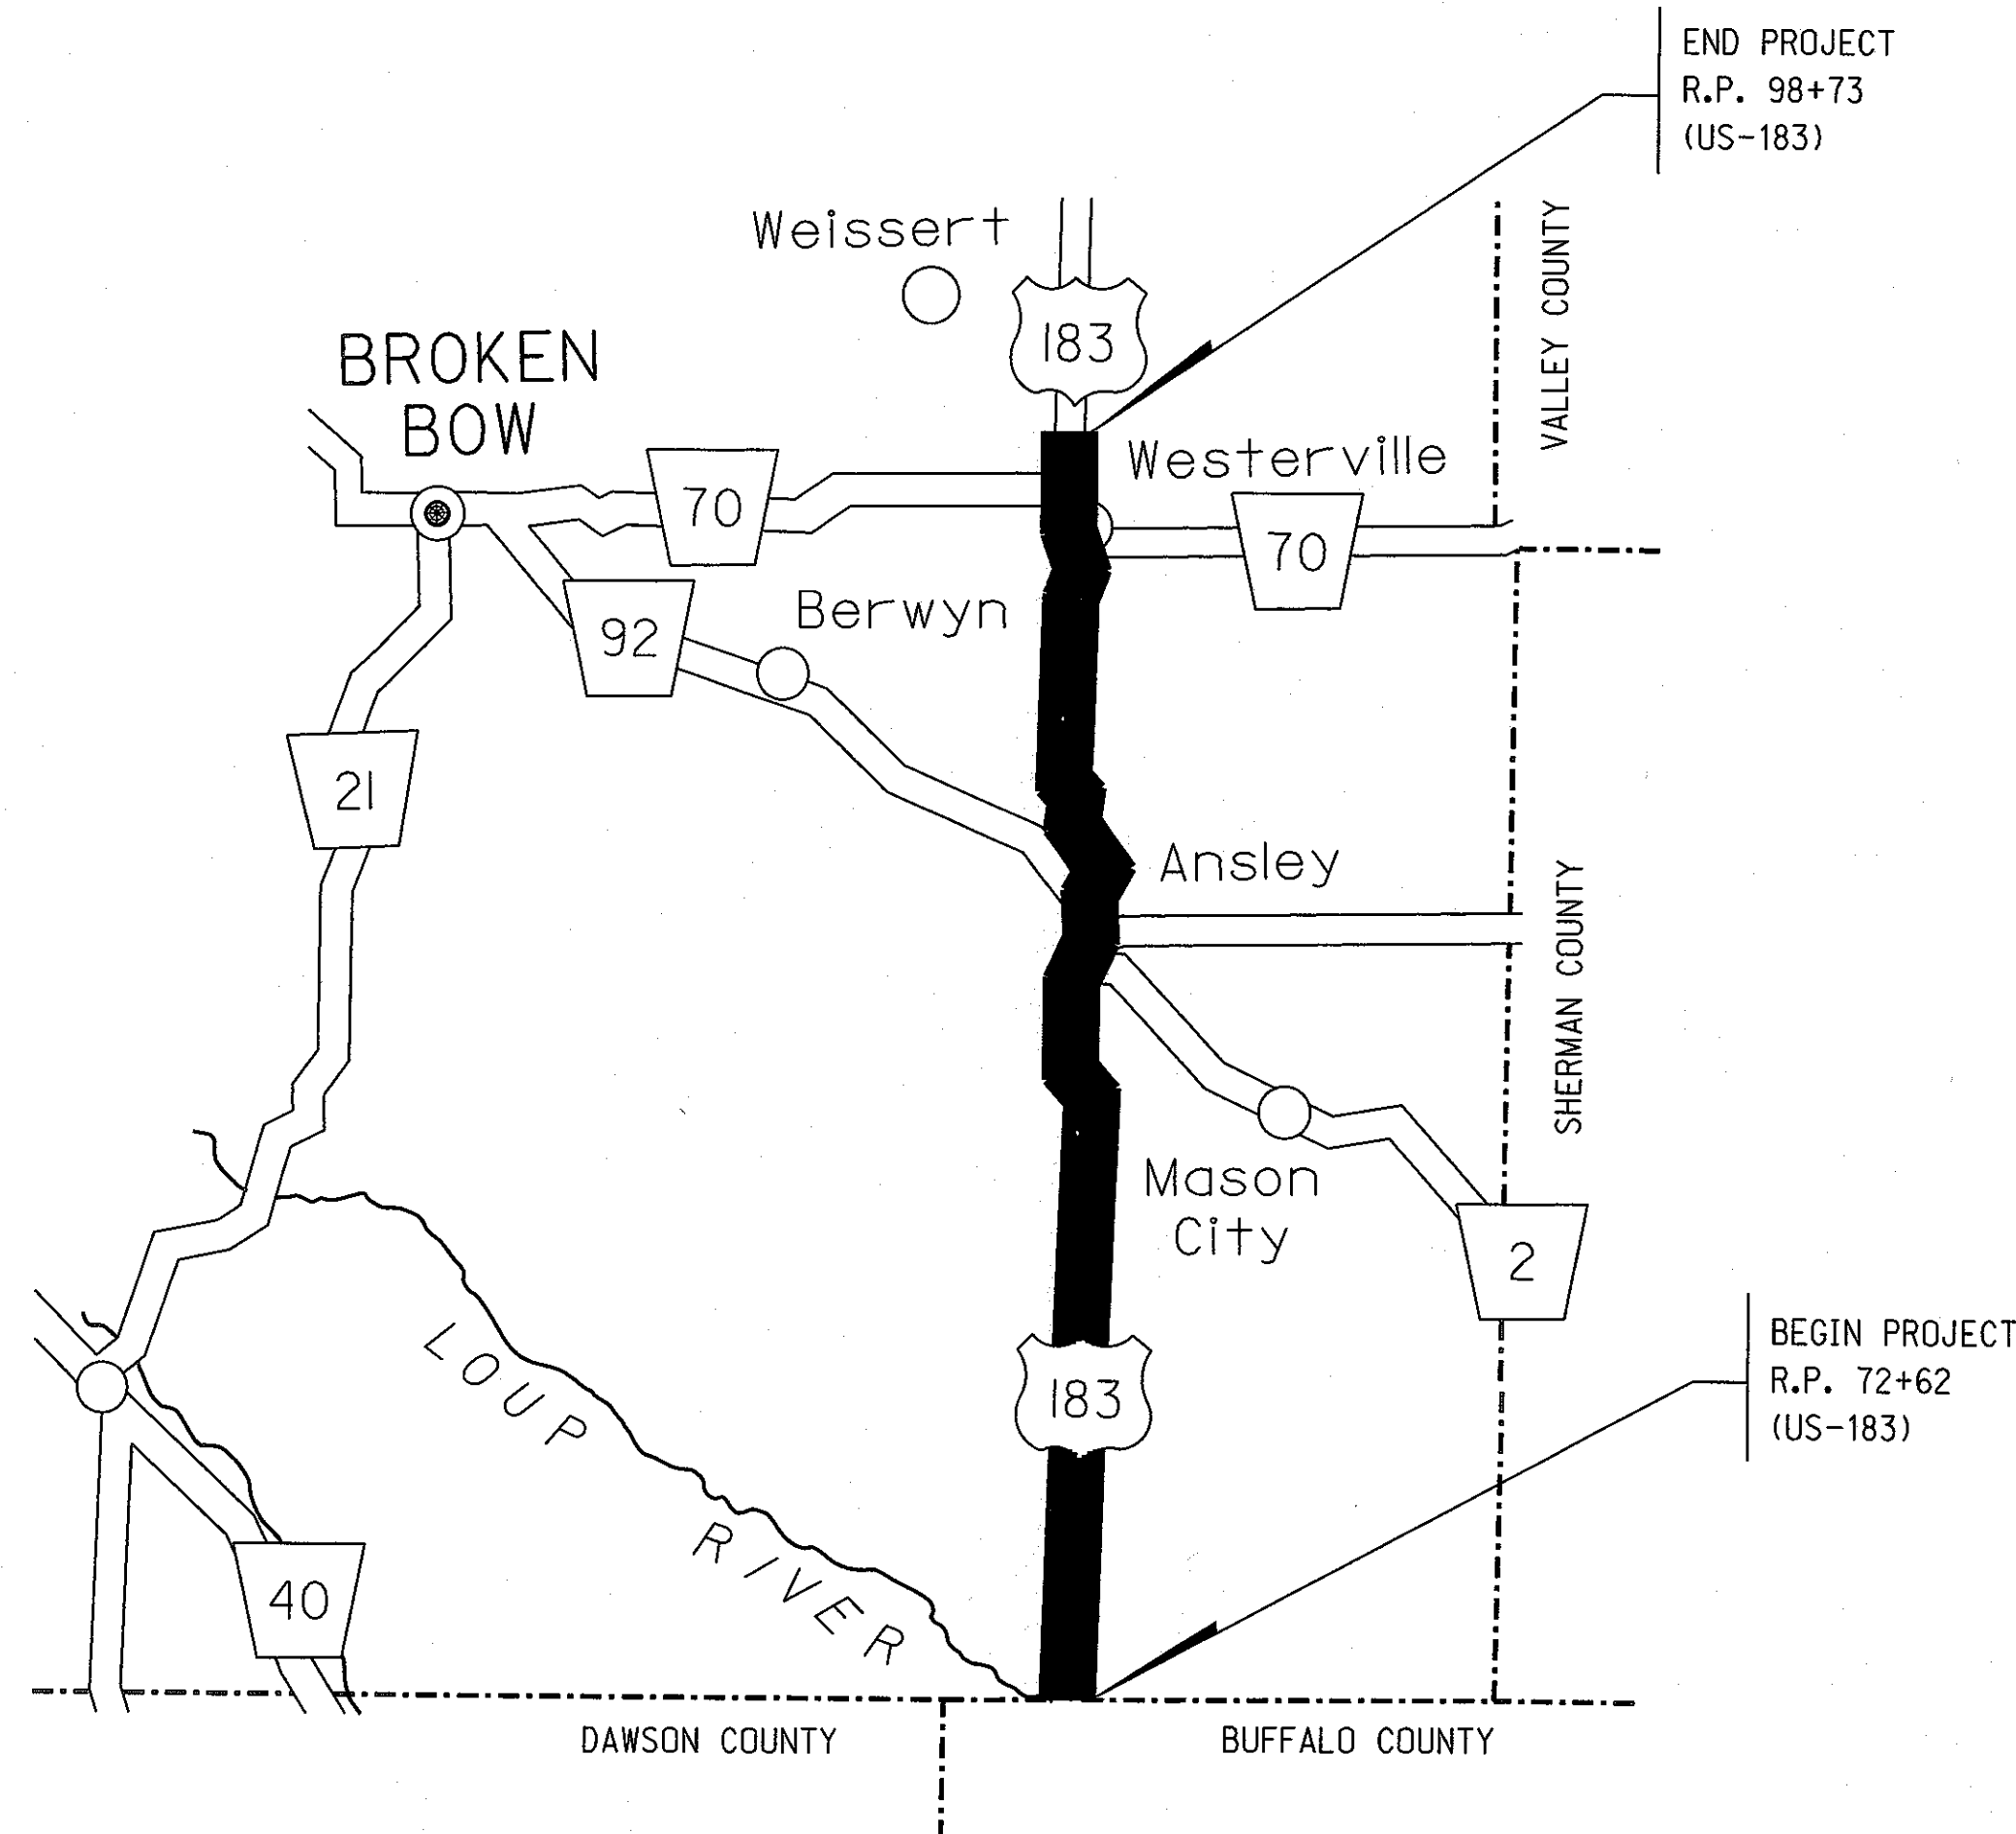 END PROJECT
R.P. 98+73
(US-183)
Weissert
183
VALLEY COUNTY
BROKEN
BOW
Westerville
70
70
Berwyn
92
21
Ansley
SHERMAN COUNTY
Mason
City
2
LOUP
RIVER
183
BEGIN PROJECT
R.P. 72+62
(US-183)
40
DAWSON COUNTY
BUFFALO COUNTY